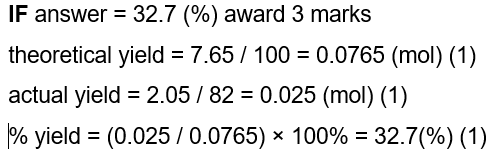 IF answer = 32.7 (%) award 3 marks
theoretical yield = 7.65 / 100 = 0.0765 (mol) (1)
actual yield = 2.05 / 82 = 0.025 (mol) (1)
% yield = (0.025 / 0.0765) × 100% = 32.7(%) (1)